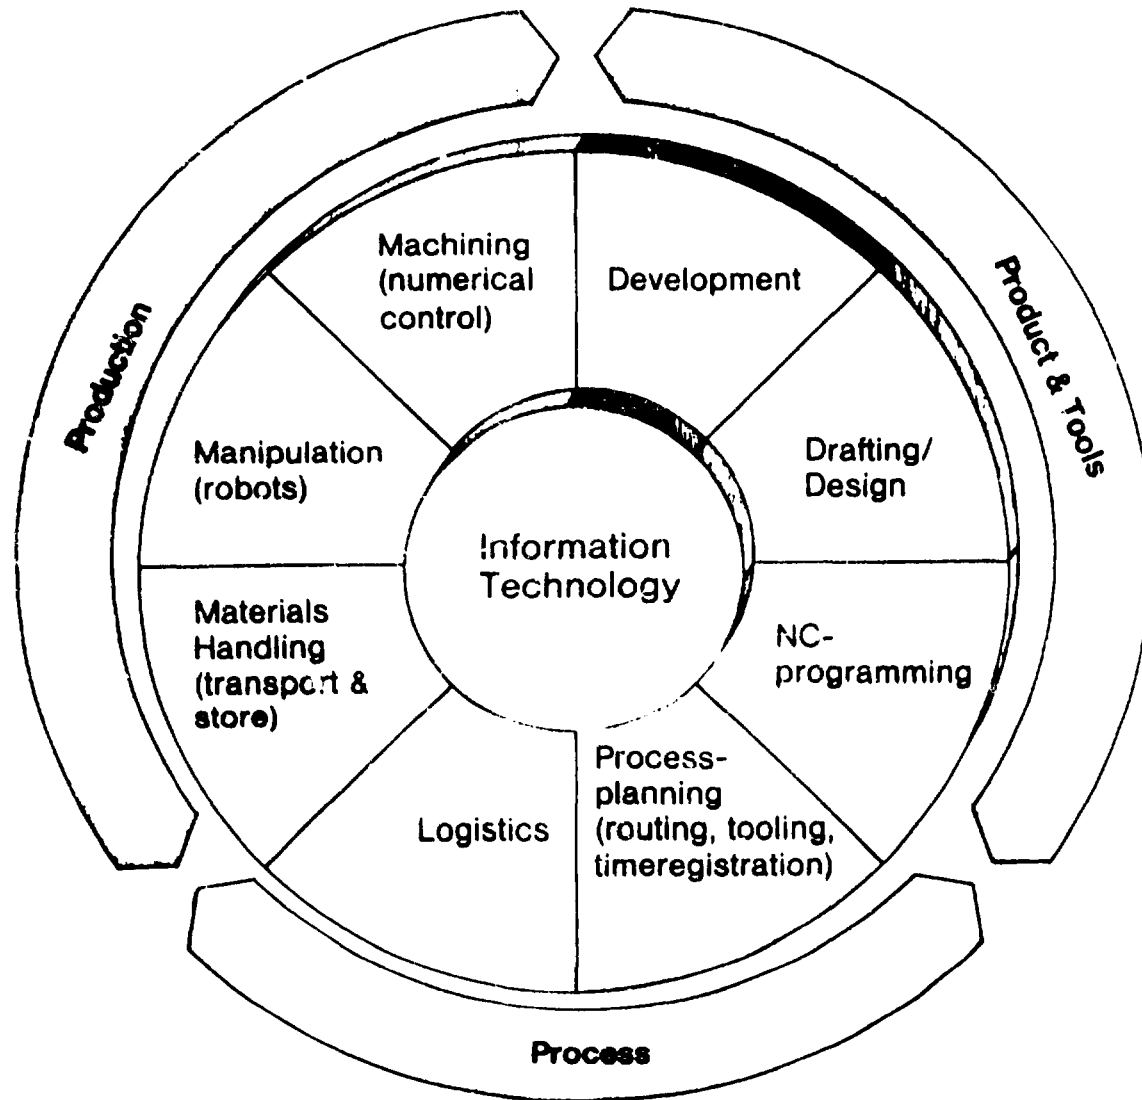 Production
Product & Tools
Machining
(numerical
control)
Development
Manipulation
(robots)
Drafting/
Design
Information
Technology
Materials
Handling
(transport &
store)
NC-
programming
Logistics
Process-
planning
(routing, tooling,
timeregistration)
Process